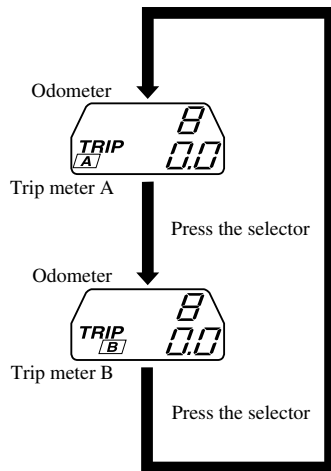 Odometer
8
TRIP
A
0.0
Trip meter A
Press the selector
Odometer
8
TRIP
B
0.0
Trip meter B
Press the selector